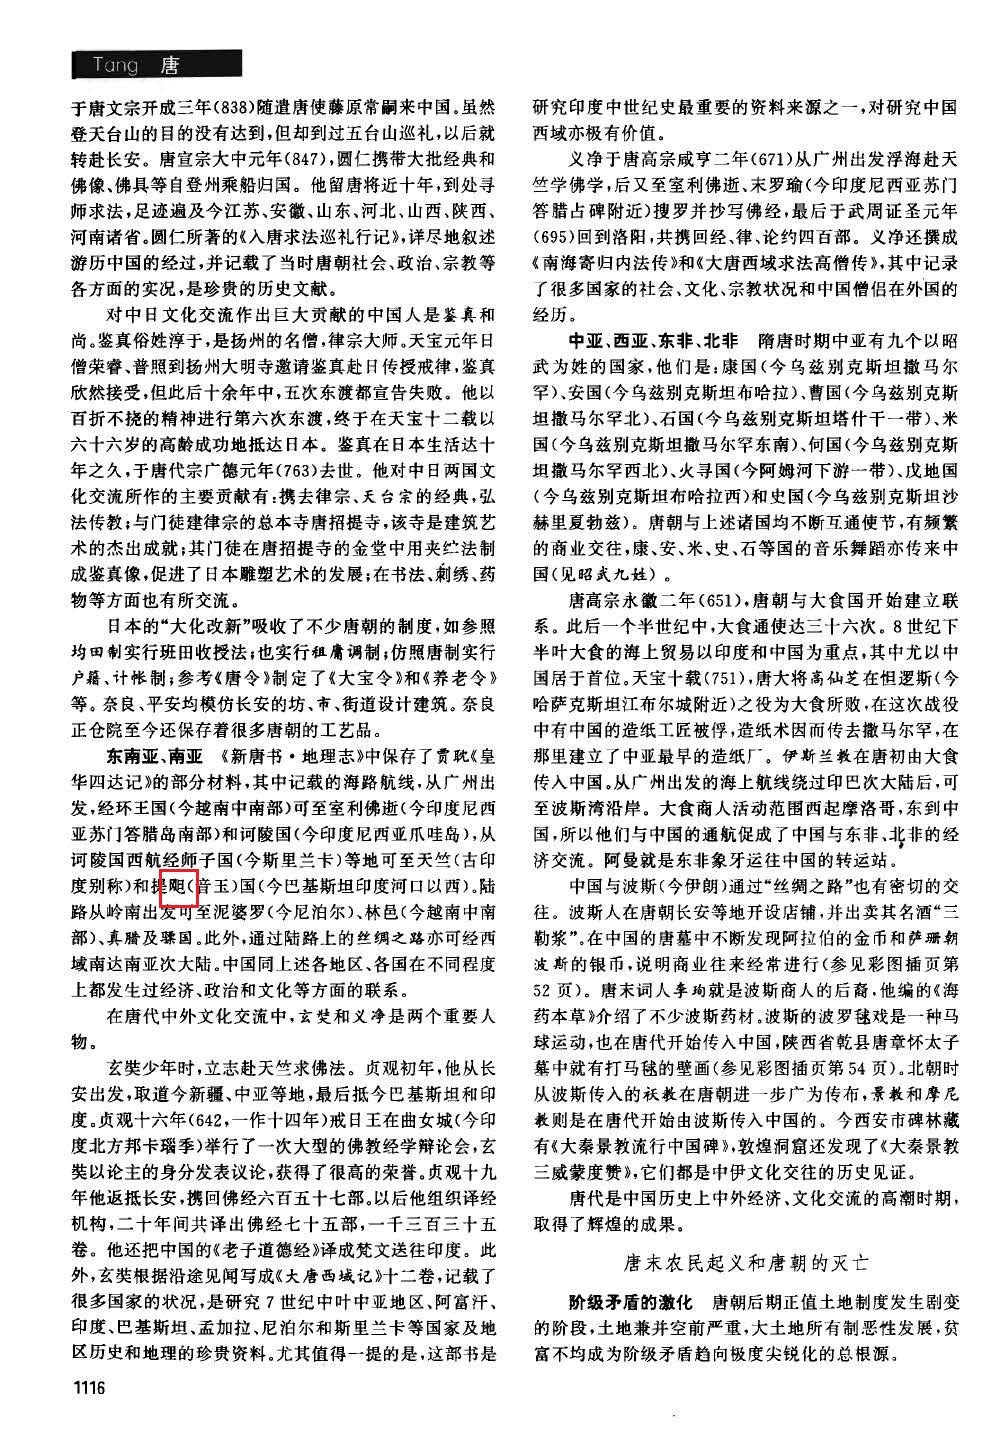 Tang 唐
于唐文宗开成三年(838)随遣唐使藤原常嗣来中国。虽然
登天台山的目的没有达到,但却到过五台山巡礼,以后就
转赴长安。唐宣宗大中元年(847),圆仁携带大批经典和
佛像、佛具等自登州乘船归国。他留唐将近十年,到处寻
师求法,足迹遍及今江苏、安徽、山东、河北、山西、陕西、
河南诸省。圆仁所著的《入唐求法巡礼行记》,详尽地叙述
游历中国的经过,并记载了当时唐朝社会、政治、宗教等
各方面的实况,是珍贵的历史文献。
对中日文化交流作出巨大贡献的中国人是鉴真和
尚。鉴真俗姓淳于,是扬州的名僧,律宗大师。天宝元年日
僧荣睿、普照到扬州大明寺邀请鉴真赴日传授戒律,鉴真
欣然接受,但此后十余年中,五次东渡都宣告失败。他以
百折不挠的精神进行第六次东渡,终于在天宝十二载以
六十六岁的高龄成功地抵达日本。鉴真在日本生活达十
年之久,于唐代宗广德元年(763)去世。他对中日两国文
化交流所作的主要贡献有:携去律宗、天台宗的经典,弘
法传教;与门徒建律宗的总本寺唐招提寺,该寺是建筑艺
术的杰出成就;其门徒在唐招提寺的金堂中用夹纻法制
成鉴真像,促进了日本雕塑艺术的发展;在书法、刺绣、药
物等方面也有所交流。
日本的“大化改新”吸收了不少唐朝的制度,如参照
均田制实行班田收授法;也实行租庸调制;仿照唐制实行
户籍、计帐制;参考《唐令》制定了《大宝令》和《养老令》
等。奈良、平安均模仿长安的坊、市、街道设计建筑。奈良
正仓院至今还保存着很多唐朝的工艺品。
东南亚、南亚 《新唐书·地理志》中保存了贾耽《皇
华四达记》的部分材料,其中记载的海路航线,从广州出
发,经环王国(今越南中南部)可至室利佛逝(今印度尼西
亚苏门答腊岛南部)和诃陵国(今印度尼西亚爪哇岛),从
诃陵国西航经师子国(今斯里兰卡)等地可至天竺(古印
度别称)和提䫻(音玉)国(今巴基斯坦印度河口以西)。陆
路从岭南出发可至泥婆罗(今尼泊尔)、林邑(今越南中南
部)、真腊及骠国。此外,通过陆路上的丝绸之路亦可经西
域南达南亚次大陆。中国同上述各地区、各国在不同程度
上都发生过经济、政治和文化等方面的联系。
在唐代中外文化交流中,玄奘和义净是两个重要人
物。
玄奘少年时,立志赴天竺求佛法。贞观初年,他从长
安出发,取道今新疆、中亚等地,最后抵今巴基斯坦和印
度。贞观十六年(642,一作十四年)戒日王在曲女城(今印
度北方邦卡瑙季)举行了一次大型的佛教经学辩论会,玄
奘以论主的身分发表议论,获得了很高的荣誉。贞观十九
年他返抵长安,携回佛经六百五十七部。以后他组织译经
机构,二十年间共译出佛经七十五部,一千三百三十五
卷。他还把中国的《老子道德经》译成梵文送往印度。此
外,玄奘根据沿途见闻写成《大唐西域记》十二卷,记载了
很多国家的状况,是研究7世纪中叶中亚地区、阿富汗、
印度、巴基斯坦、孟加拉、尼泊尔和斯里兰卡等国家及地
区历史和地理的珍贵资料。尤其值得一提的是,这部书是
1116
研究印度中世纪史最重要的资料来源之一,对研究中国
西域亦极有价值。
义净于唐高宗咸亨二年(671)从广州出发浮海赴天
竺学佛学,后又至室利佛逝、末罗瑜(今印度尼西亚苏门
答腊占碑附近)搜罗并抄写佛经,最后于武周证圣元年
(695)回到洛阳,共携回经、律、论约四百部。义净还撰成
《南海寄归内法传》和《大唐西域求法高僧传》,其中记录
了很多国家的社会、文化、宗教状况和中国僧侣在外国的
经历。
中亚、西亚、东非、北非 隋唐时期中亚有九个以昭
武为姓的国家,他们是:康国(今乌兹别克斯坦撒马尔
罕)、安国(今乌兹别克斯坦布哈拉)、曹国(今乌兹别克斯
坦撒马尔罕北)、石国(今乌兹别克斯坦塔什干一带)、米
国(今乌兹别克斯坦撒马尔罕东南)、何国(今乌兹别克斯
坦撒马尔罕西北)、火寻国(今阿姆河下游一带)、戊地国
(今乌兹别克斯坦布哈拉西)和史国(今乌兹别克斯坦沙
赫里夏勃兹)。唐朝与上述诸国均不断互通使节,有频繁
的商业交往,康、安、米、史、石等国的音乐舞蹈亦传来中
国(见昭武九姓)。
唐高宗永徽二年(651),唐朝与大食国开始建立联
系。此后一个半世纪中,大食通使达三十六次。8世纪下
半叶大食的海上贸易以印度和中国为重点,其中尤以中
国居于首位。天宝十载(751),唐大将高仙芝在怛逻斯(今
哈萨克斯坦江布尔城附近)之役为大食所败,在这次战役
中有中国的造纸工匠被俘,造纸术因而传去撒马尔罕,在
那里建立了中亚最早的造纸厂。伊斯兰教在唐初由大食
传入中国。从广州出发的海上航线绕过印巴次大陆后,可
至波斯湾沿岸。大食商人活动范围西起摩洛哥,东到中
国,所以他们与中国的通航促成了中国与东非、北非的经
济交流。阿曼就是东非象牙运往中国的转运站。
中国与波斯(今伊朗)通过“丝绸之路”也有密切的交
往。波斯人在唐朝长安等地开设店铺,并出卖其名酒“三
勒浆”。在中国的唐墓中不断发现阿拉伯的金币和萨珊朝
波斯的银币,说明商业往来经常进行(参见彩图插页第
52页)。唐末词人李珣就是波斯商人的后裔,他编的《海
药本草》介绍了不少波斯药材。波斯的波罗毬戏是一种马
球运动,也在唐代开始传入中国,陕西省乾县唐章怀太子
墓中就有打马毬的壁画(参见彩图插页第54页)。北朝时
从波斯传入的祆教在唐朝进一步广为传布,景教和摩尼
教则是在唐代开始由波斯传入中国的。今西安市碑林藏
有《大秦景教流行中国碑》,敦煌洞窟还发现了《大秦景教
三威蒙度赞》,它们都是中伊文化交往的历史见证。
唐代是中国历史上中外经济、文化交流的高潮时期,
取得了辉煌的成果。
唐末农民起义和唐朝的灭亡
阶级矛盾的激化 唐朝后期正值土地制度发生剧变
的阶段,土地兼并空前严重,大土地所有制恶性发展,贫
富不均成为阶级矛盾趋向极度尖锐化的总根源。